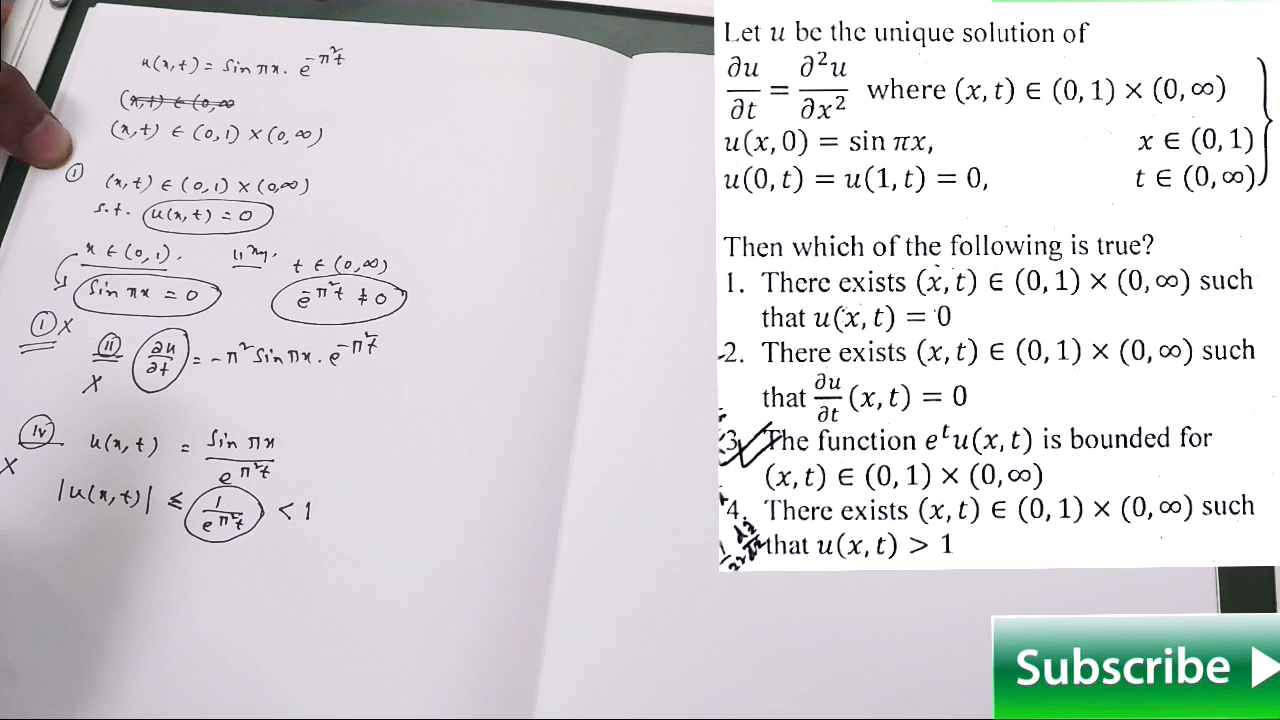 u(x,t) = Sin πx. e^{-π²t}
(x,t) ∈ (0,∞
(x,t) ∈ (0,1) × (0,∞)
① (x,t) ∈ (0,1) × (0,∞)
s.t. u(x,t) = 0
x ∈ (0,1). t ∈ (0,∞)
Sin πx = 0 e^{-π²t} ≠ 0
① X
ⅱ ∂u/∂t = -π² Sin πx. e^{-π²t}
X
ⅳ u(x,t) = Sin πx / e^{π²t}
X
|u(x,t)| ≤ 1/e^{π²t} < 1
Let u be the unique solution of
∂u/∂t = ∂²u/∂x² where (x, t) ∈ (0, 1) × (0, ∞)
u(x, 0) = sin πx, x ∈ (0, 1)
u(0, t) = u(1, t) = 0, t ∈ (0, ∞)
Then which of the following is true?
1. There exists (x, t) ∈ (0, 1) × (0, ∞) such
that u(x, t) = 0
2. There exists (x, t) ∈ (0, 1) × (0, ∞) such
that ∂u/∂t (x, t) = 0
3. The function eᵗu(x, t) is bounded for
(x, t) ∈ (0, 1) × (0, ∞)
4. There exists (x, t) ∈ (0, 1) × (0, ∞) such
that u(x, t) > 1
Subscribe